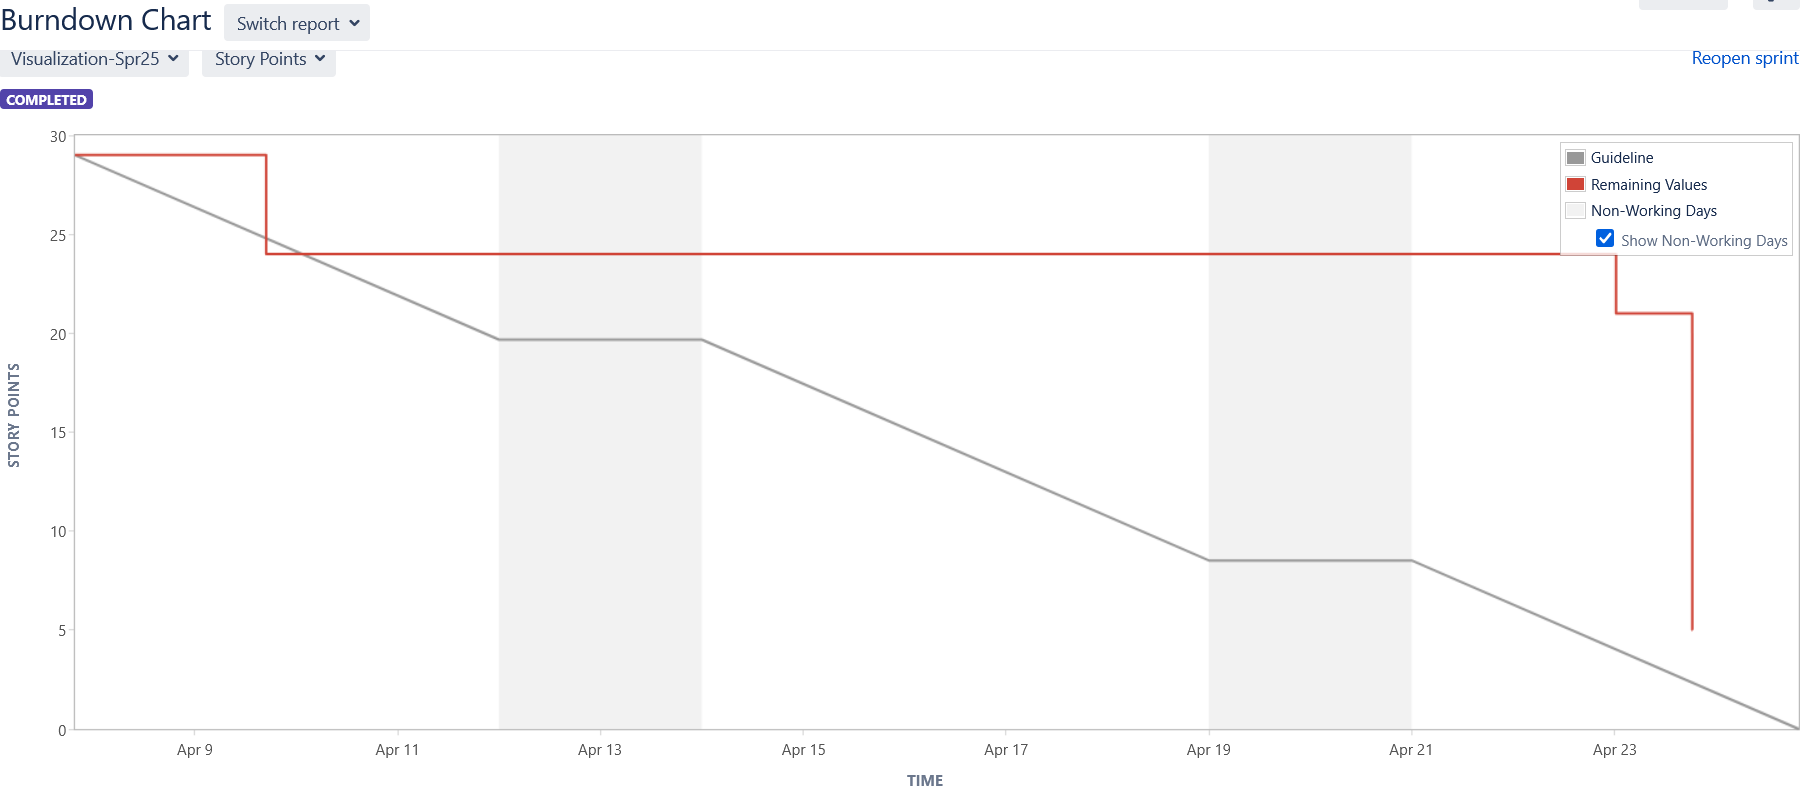 Burndown Chart
Switch report
Visualization-Spr25
Story Points
Reopen sprint
COMPLETED
30
25
20
15
10
5
0
STORY POINTS
Guideline
Remaining Values
Non-Working Days
Show Non-Working Days
Apr 9
Apr 11
Apr 13
Apr 15
Apr 17
Apr 19
Apr 21
Apr 23
TIME